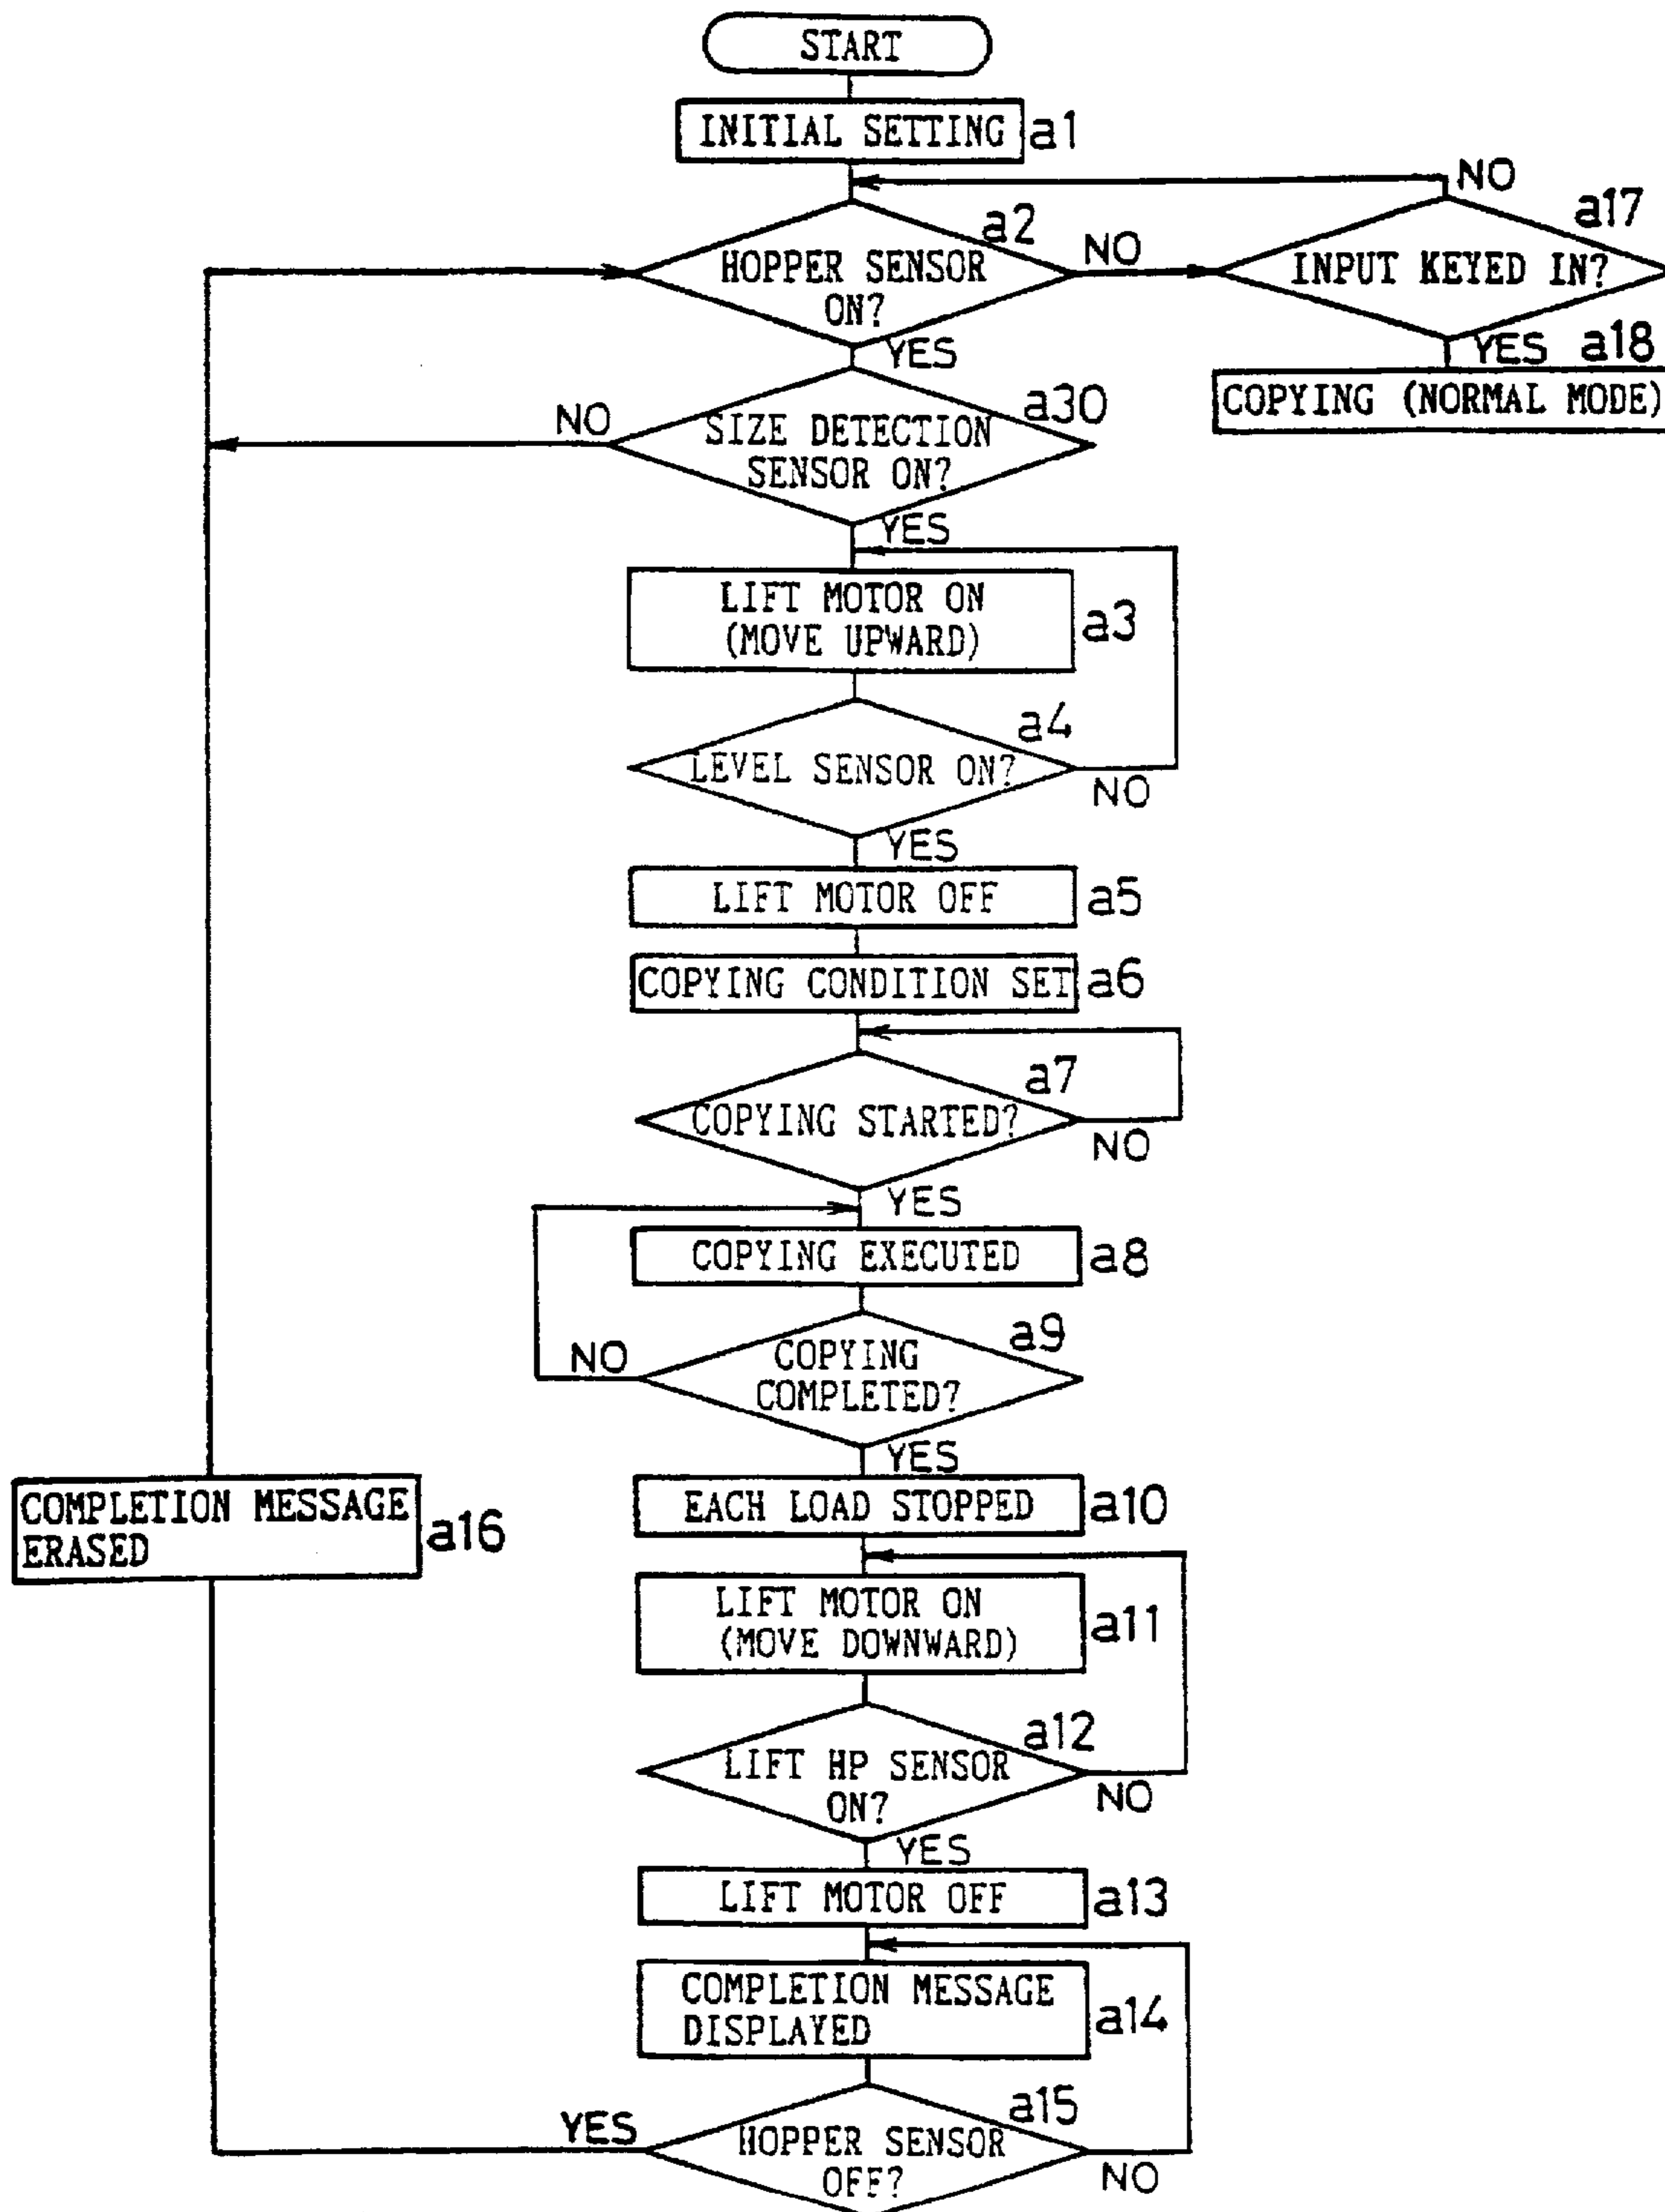 START
INITIAL SETTING
a1
NO
a2
HOPPER SENSOR
ON?
NO
a17
INPUT KEYED IN?
YES
YES
a18
COPYING (NORMAL MODE)
a30
NO
SIZE DETECTION
SENSOR ON?
YES
LIFT MOTOR ON
(MOVE UPWARD)
a3
a4
LEVEL SENSOR ON?
NO
YES
LIFT MOTOR OFF
a5
COPYING CONDITION SET
a6
a7
COPYING STARTED?
NO
YES
COPYING EXECUTED
a8
a9
NO
COPYING
COMPLETED?
YES
EACH LOAD STOPPED
a10
COMPLETION MESSAGE
ERASED
a16
LIFT MOTOR ON
(MOVE DOWNWARD)
a11
a12
LIFT HP SENSOR
ON?
NO
YES
LIFT MOTOR OFF
a13
COMPLETION MESSAGE
DISPLAYED
a14
a15
YES
HOPPER SENSOR
OFF?
NO